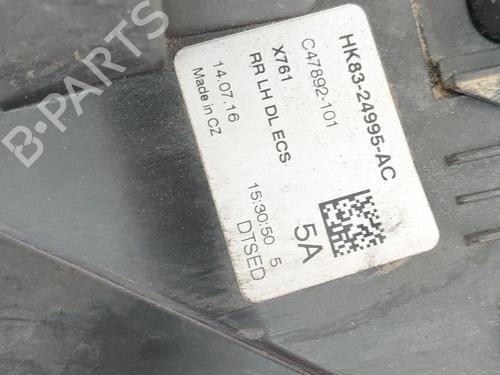 HK83-24995-AC
C47892-101
5A
X761
RR LH DL ECS
15:30:50 5
DTSED
14.07.16
Made in CZ
B-PARTS